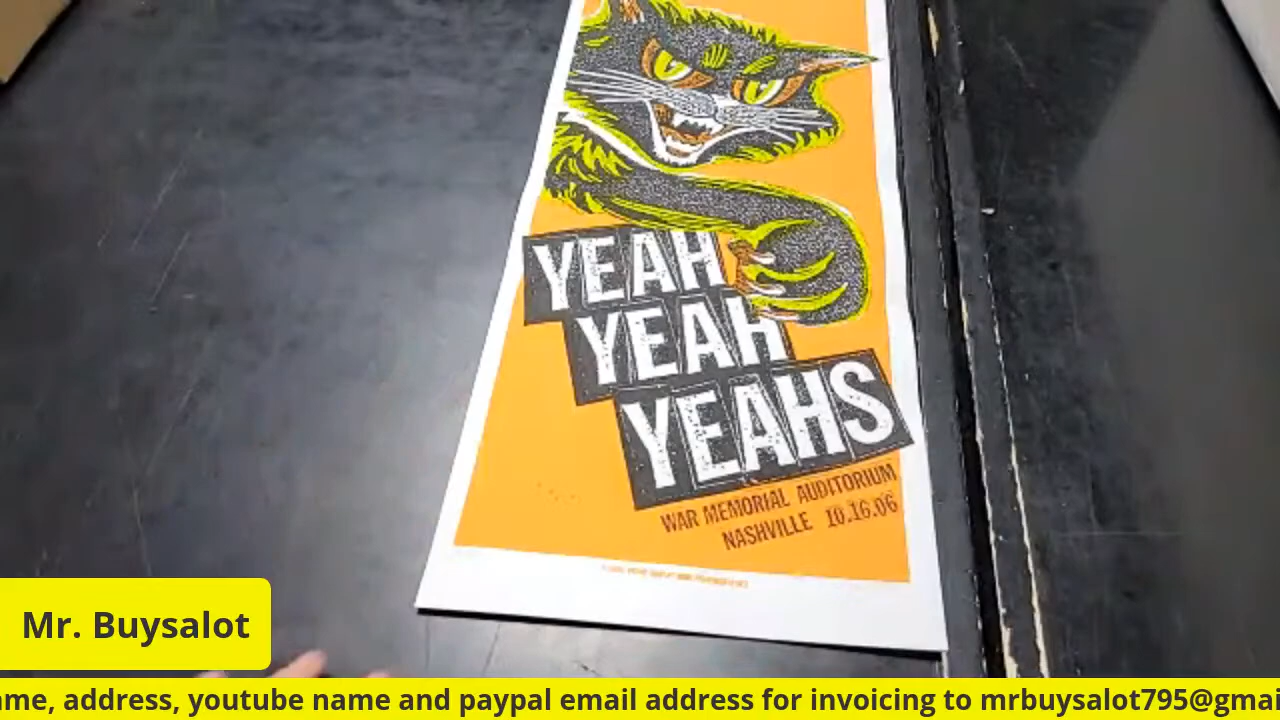 YEAH
YEAH
YEAHS
WAR MEMORIAL AUDITORIUM
NASHVILLE 10.16.06
Mr. Buysalot
ame, address, youtube name and paypal email address for invoicing to mrbuysalot795@gmai